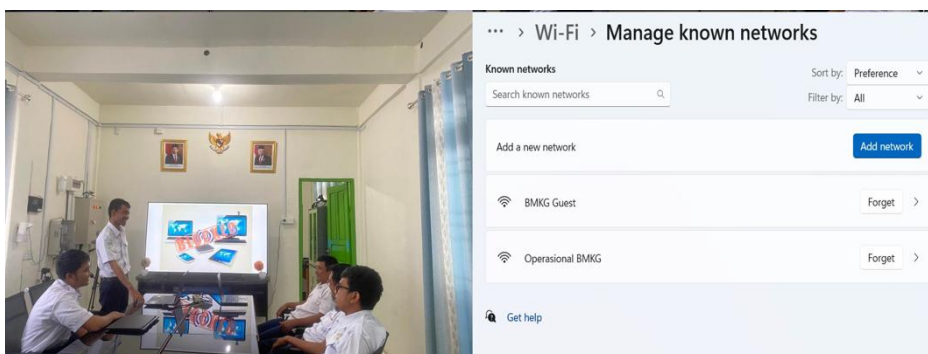 ··· > Wi-Fi > Manage known networks
Known networks
Sort by: Preference
Search known networks
Filter by: All
Add a new network
Add network
BMKG Guest
Forget
Operasional BMKG
Forget
Get help